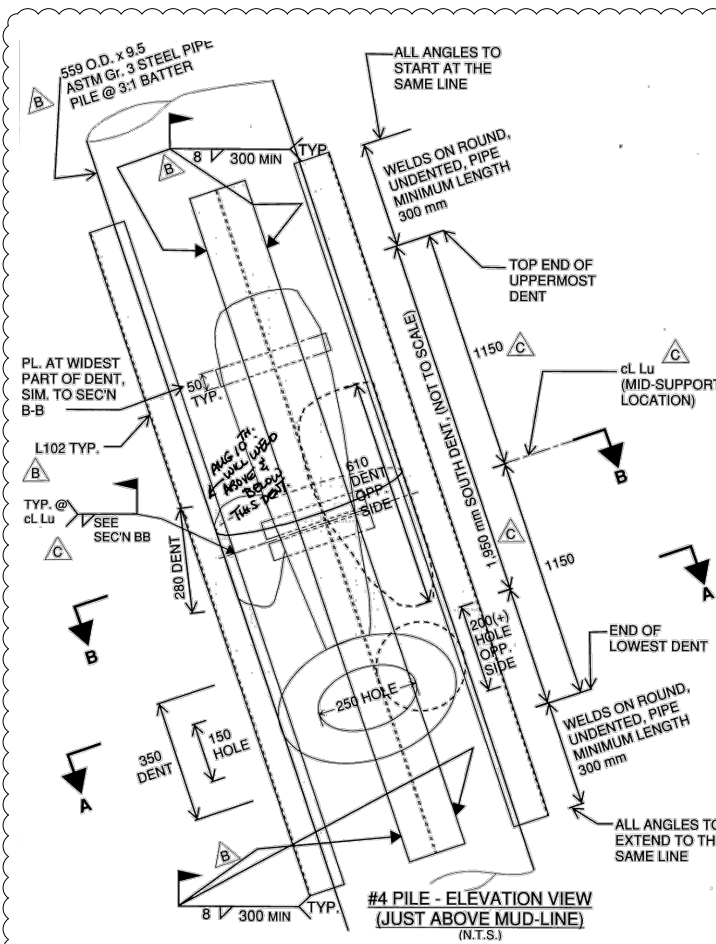 559 O.D. x 9.5
ASTM Gr. 3 STEEL PIPE
PILE @ 3:1 BATTER
B
ALL ANGLES TO
START AT THE
SAME LINE
8 300 MIN TYP.
B
WELDS ON ROUND,
UNDENTED, PIPE
MINIMUM LENGTH
300 mm
TOP END OF
UPPERMOST
DENT
1150 C
cL Lu
(MID-SUPPORT
LOCATION)
C
PL. AT WIDEST
PART OF DENT,
SIM. TO SEC'N
B-B
50
TYP.
L102 TYP.
B
1,950 mm SOUTH DENT, (NOT TO SCALE)
AUG 10TH.
WILL WELD
ABOVE &
BELOW
THIS DENT
610
DENT
OPP.
SIDE
B
TYP. @
cL Lu
SEE
SEC'N BB
C
280 DENT
C
1150
A
B
200(+)
HOLE
OPP.
SIDE
END OF
LOWEST DENT
250 HOLE
WELDS ON ROUND,
UNDENTED, PIPE
MINIMUM LENGTH
300 mm
350
DENT
150
HOLE
A
ALL ANGLES TO
EXTEND TO TH
SAME LINE
B
8 300 MIN TYP.
#4 PILE - ELEVATION VIEW
(JUST ABOVE MUD-LINE)
(N.T.S.)